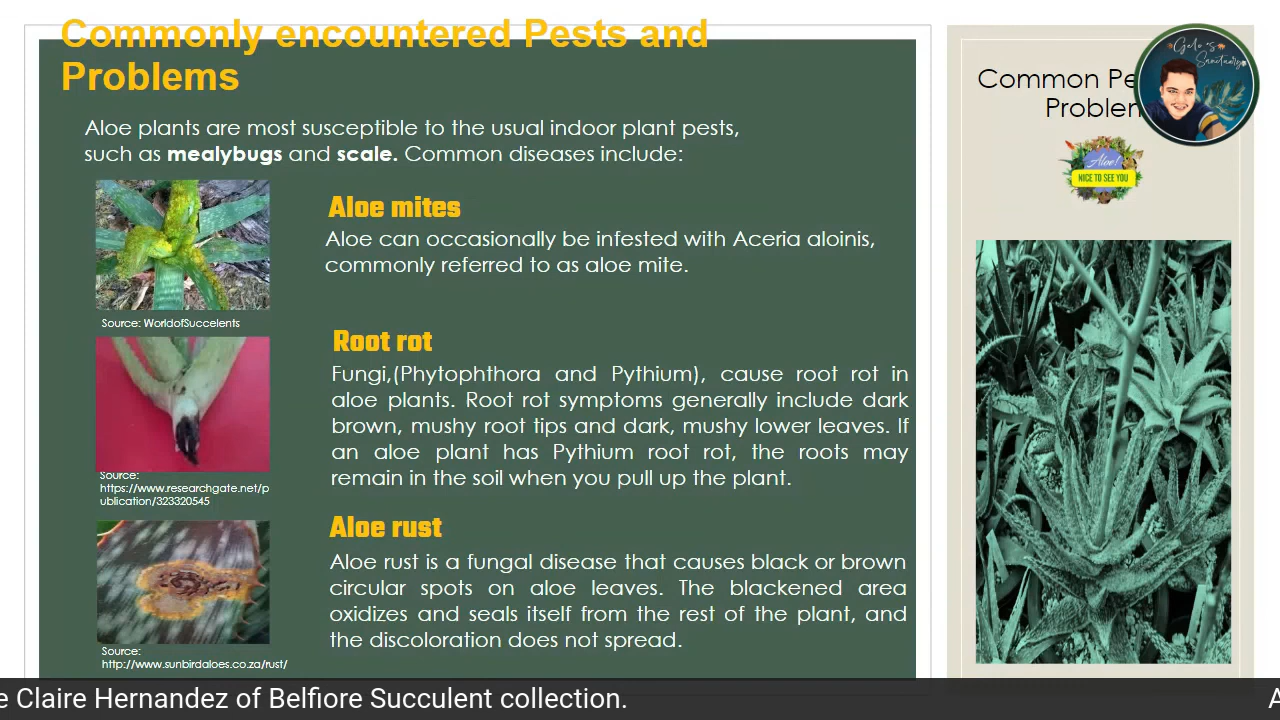 Commonly encountered Pests and
Problems
Aloe plants are most susceptible to the usual indoor plant pests,
such as mealybugs and scale. Common diseases include:
Aloe mites
Aloe can occasionally be infested with Aceria aloinis,
commonly referred to as aloe mite.
Source: WorldofSuccelents
Root rot
Fungi,(Phytophthora and Pythium), cause root rot in
aloe plants. Root rot symptoms generally include dark
brown, mushy root tips and dark, mushy lower leaves. If
an aloe plant has Pythium root rot, the roots may
remain in the soil when you pull up the plant.
Source:
https://www.researchgate.net/p
ublication/323320545
Aloe rust
Aloe rust is a fungal disease that causes black or brown
circular spots on aloe leaves. The blackened area
oxidizes and seals itself from the rest of the plant, and
the discoloration does not spread.
Source:
http://www.sunbirdaloes.co.za/rust/
Common Pe
Problem
Galo's
Sanctuary
Aloe!
NICE TO SEE YOU
e Claire Hernandez of Belfiore Succulent collection.
A